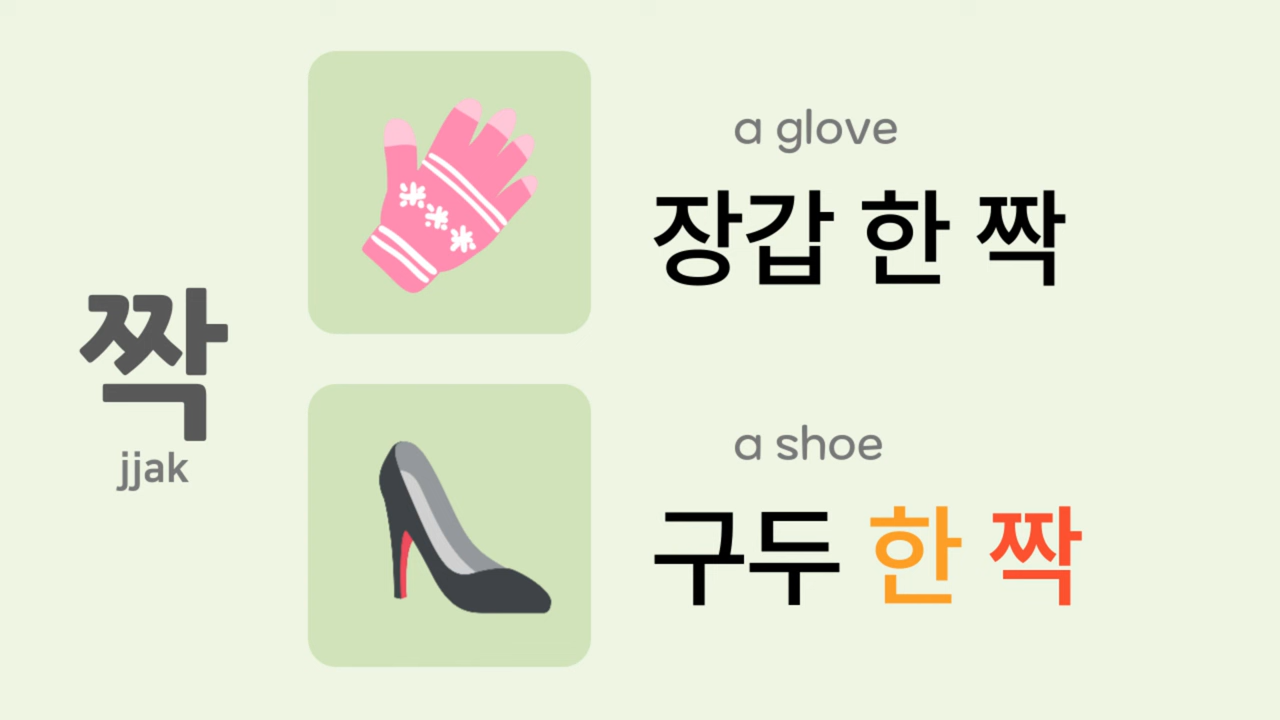 짝
jjak
a glove
장갑 한 짝
a shoe
구두 한 짝